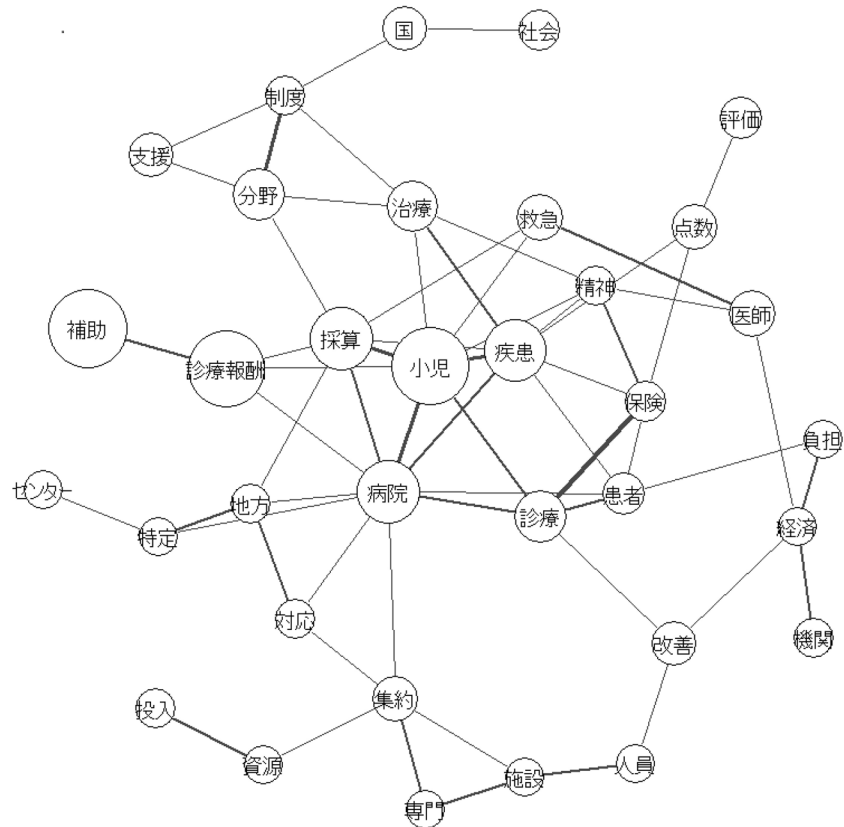 国
社会
制度
評価
支援
分野
治療
救急
点数
精神
医師
補助
採算
疾患
診療報酬
小児
保険
負担
センター
病院
患者
地方
診療
特定
経済
対応
改善
機関
集約
投入
資源
人員
施設
専門